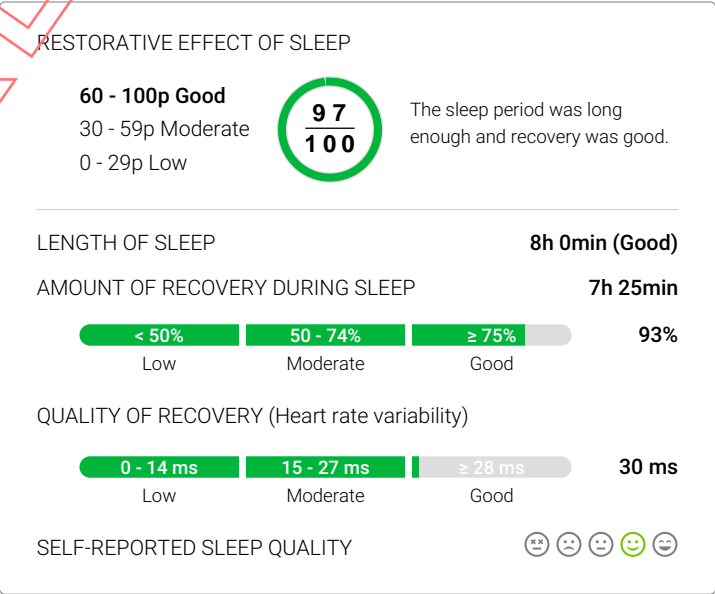 RESTORATIVE EFFECT OF SLEEP
60 - 100p Good
30 - 59p Moderate
0 - 29p Low
97
100
The sleep period was long
enough and recovery was good.
LENGTH OF SLEEP 8h 0min (Good)
AMOUNT OF RECOVERY DURING SLEEP 7h 25min
< 50% 50 - 74% ≥ 75% 93%
Low Moderate Good
QUALITY OF RECOVERY (Heart rate variability)
0 - 14 ms 15 - 27 ms ≥ 28 ms 30 ms
Low Moderate Good
SELF-REPORTED SLEEP QUALITY